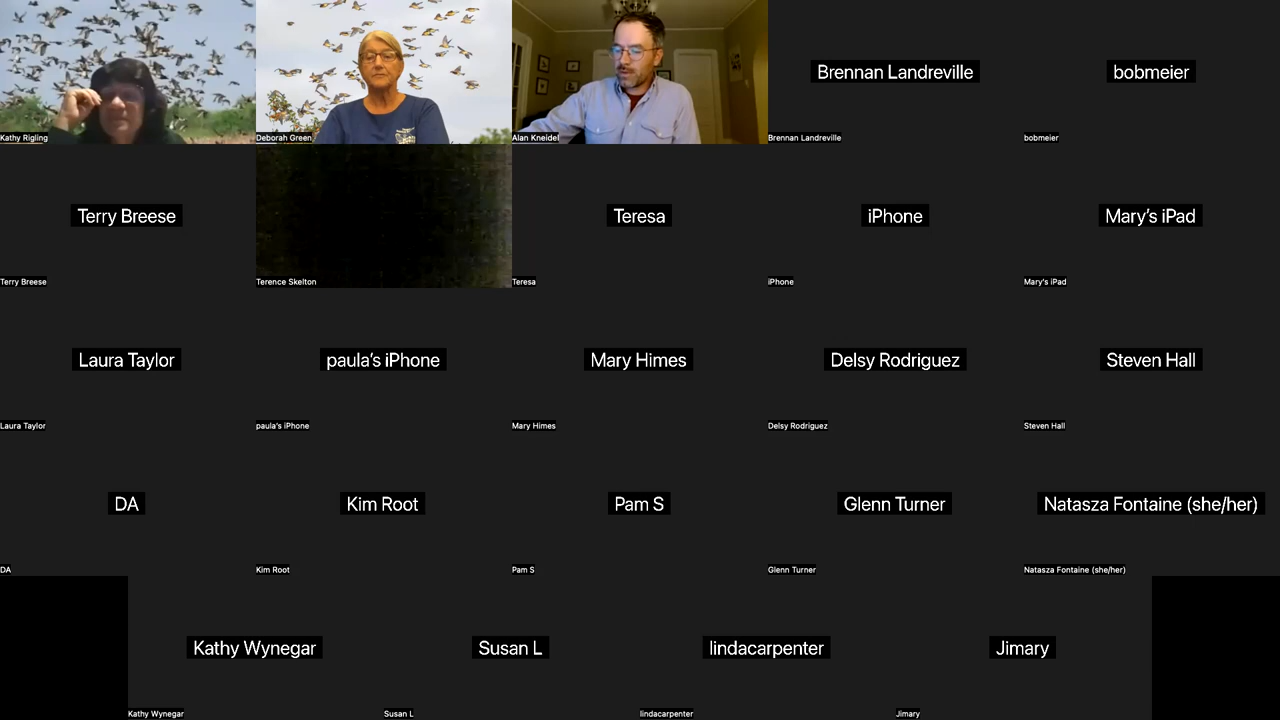 Kathy Rigling
Deborah Green
Alan Kneidel
Brennan Landreville
Brennan Landreville
bobmeier
bobmeier
Terry Breese
Terry Breese
Terence Skelton
Teresa
Teresa
iPhone
iPhone
Mary's iPad
Mary's iPad
Laura Taylor
Laura Taylor
paula's iPhone
paula's iPhone
Mary Himes
Mary Himes
Delsy Rodriguez
Delsy Rodriguez
Steven Hall
Steven Hall
DA
DA
Kim Root
Kim Root
Pam S
Pam S
Glenn Turner
Glenn Turner
Natasza Fontaine (she/her)
Natasza Fontaine (she/her)
Kathy Wynegar
Kathy Wynegar
Susan L
Susan L
lindacarpenter
lindacarpenter
Jimary
Jimary